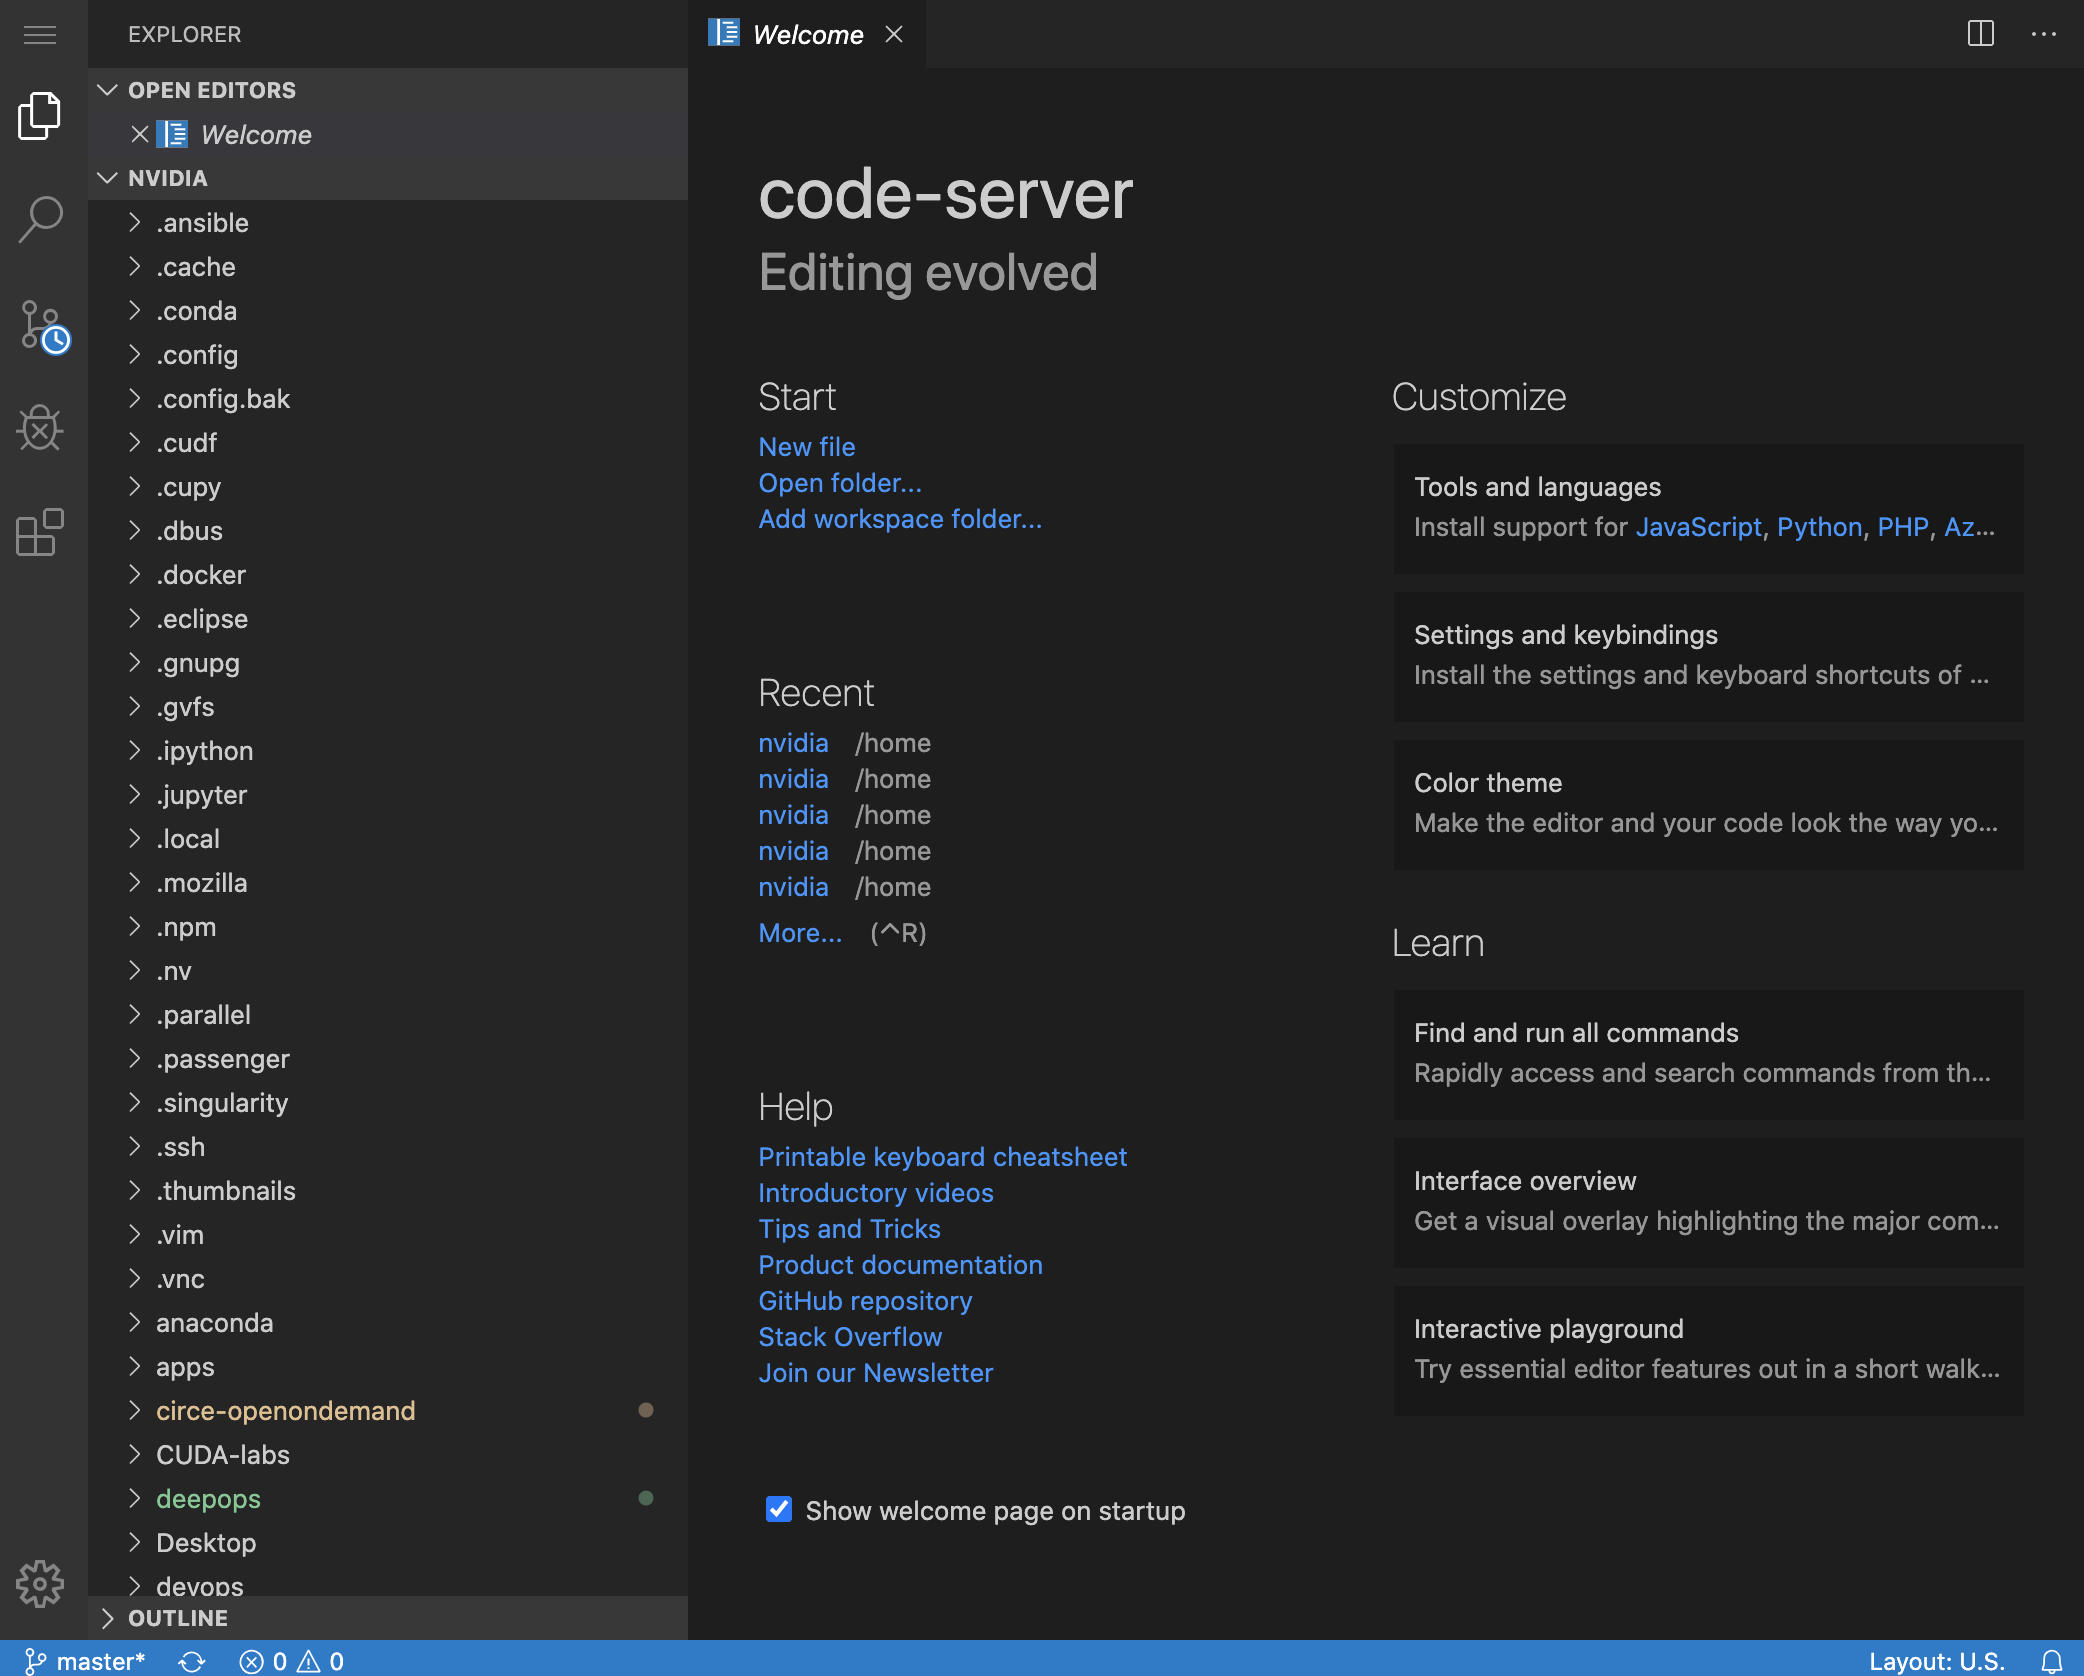 EXPLORER
OPEN EDITORS
Welcome
NVIDIA
.ansible
.cache
.conda
.config
.config.bak
.cudf
.cupy
.dbus
.docker
.eclipse
.gnupg
.gvfs
.ipython
.jupyter
.local
.mozilla
.npm
.nv
.parallel
.passenger
.singularity
.ssh
.thumbnails
.vim
.vnc
anaconda
apps
circe-openondemand
CUDA-labs
deepops
Desktop
devops
OUTLINE
Welcome
code-server
Editing evolved
Start
New file
Open folder...
Add workspace folder...
Recent
nvidia /home
nvidia /home
nvidia /home
nvidia /home
nvidia /home
More... (^R)
Help
Printable keyboard cheatsheet
Introductory videos
Tips and Tricks
Product documentation
GitHub repository
Stack Overflow
Join our Newsletter
Show welcome page on startup
Customize
Tools and languages
Install support for JavaScript, Python, PHP, Az...
Settings and keybindings
Install the settings and keyboard shortcuts of ...
Color theme
Make the editor and your code look the way yo...
Learn
Find and run all commands
Rapidly access and search commands from th...
Interface overview
Get a visual overlay highlighting the major com...
Interactive playground
Try essential editor features out in a short walk...
master* 0 0 Layout: U.S.